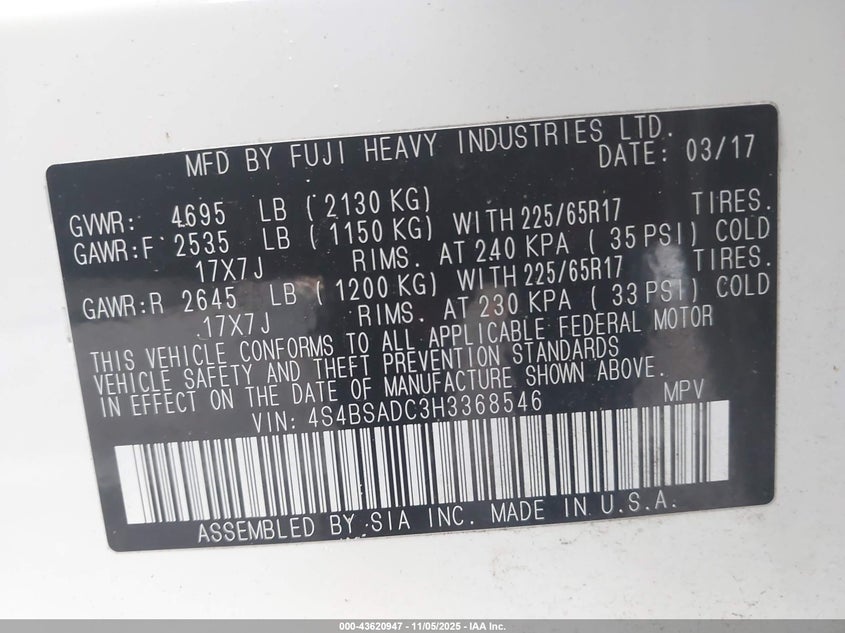 MFD BY FUJI HEAVY INDUSTRIES LTD.
DATE: 03/17
GVWR: 4695 LB ( 2130 KG)
GAWR:F 2535 LB ( 1150 KG) WITH 225/65R17 TIRES.
17X7J RIMS. AT 240 KPA ( 35 PSI) COLD
GAWR:R 2645 LB ( 1200 KG) WITH 225/65R17 TIRES.
17X7J RIMS. AT 230 KPA ( 33 PSI) COLD
THIS VEHICLE CONFORMS TO ALL APPLICABLE FEDERAL MOTOR
VEHICLE SAFETY AND THEFT PREVENTION STANDARDS
IN EFFECT ON THE DATE OF MANUFACTURE SHOWN ABOVE.
VIN: 4S4BSADC3H3368546 MPV
ASSEMBLED BY SIA INC. MADE IN U.S.A.
000-43620947 - 11/05/2025 - IAA Inc.